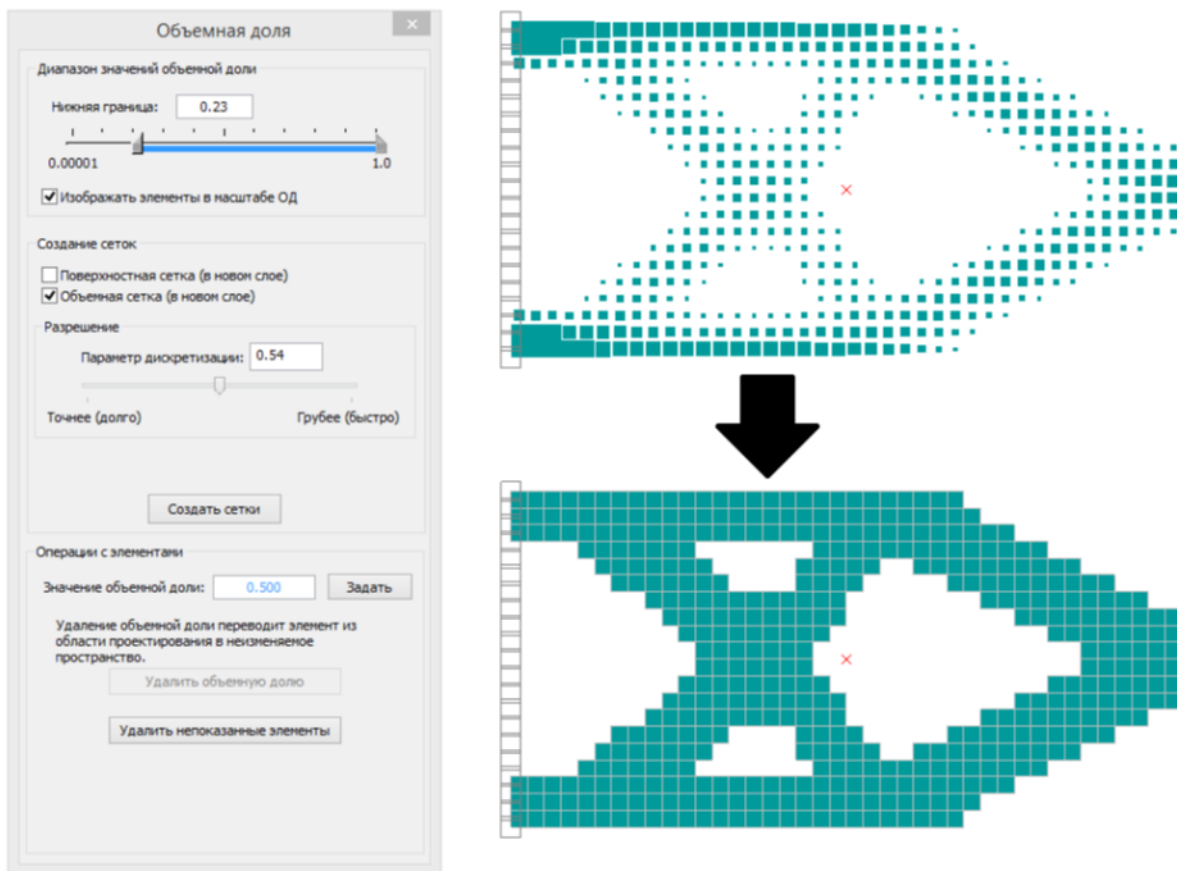 Объемная доля
Диапазон значений объемной доли
Нижняя граница: 0.23
0.00001 1.0
Изображать элементы в масштабе ОД
Создание сеток
Поверхностная сетка (в новом слое)
Объемная сетка (в новом слое)
Разрешение
Параметр дискретизации: 0.54
Точнее (долго) Грубее (быстро)
Создать сетки
Операции с элементами
Значение объемной доли: 0.500 Задать
Удаление объемной доли переводит элемент из
области проектирования в неизменяемое
пространство.
Удалить объемную долю
Удалить непоказанные элементы